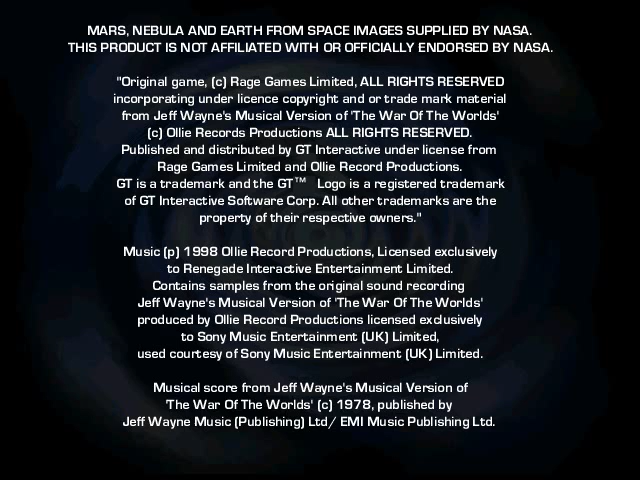 MARS, NEBULA AND EARTH FROM SPACE IMAGES SUPPLIED BY NASA.
THIS PRODUCT IS NOT AFFILIATED WITH OR OFFICIALLY ENDORSED BY NASA.
"Original game, (c) Rage Games Limited, ALL RIGHTS RESERVED
incorporating under licence copyright and or trade mark material
from Jeff Wayne's Musical Version of 'The War Of The Worlds'
(c) Ollie Records Productions ALL RIGHTS RESERVED.
Published and distributed by GT Interactive under license from
Rage Games Limited and Ollie Record Productions.
GT is a trademark and the GT™ Logo is a registered trademark
of GT Interactive Software Corp. All other trademarks are the
property of their respective owners."
Music (p) 1998 Ollie Record Productions, Licensed exclusively
to Renegade Interactive Entertainment Limited.
Contains samples from the original sound recording
Jeff Wayne's Musical Version of 'The War Of The Worlds'
produced by Ollie Record Productions licensed exclusively
to Sony Music Entertainment (UK) Limited,
used courtesy of Sony Music Entertainment (UK) Limited.
Musical score from Jeff Wayne's Musical Version of
'The War Of The Worlds' (c) 1978, published by
Jeff Wayne Music (Publishing) Ltd/ EMI Music Publishing Ltd.